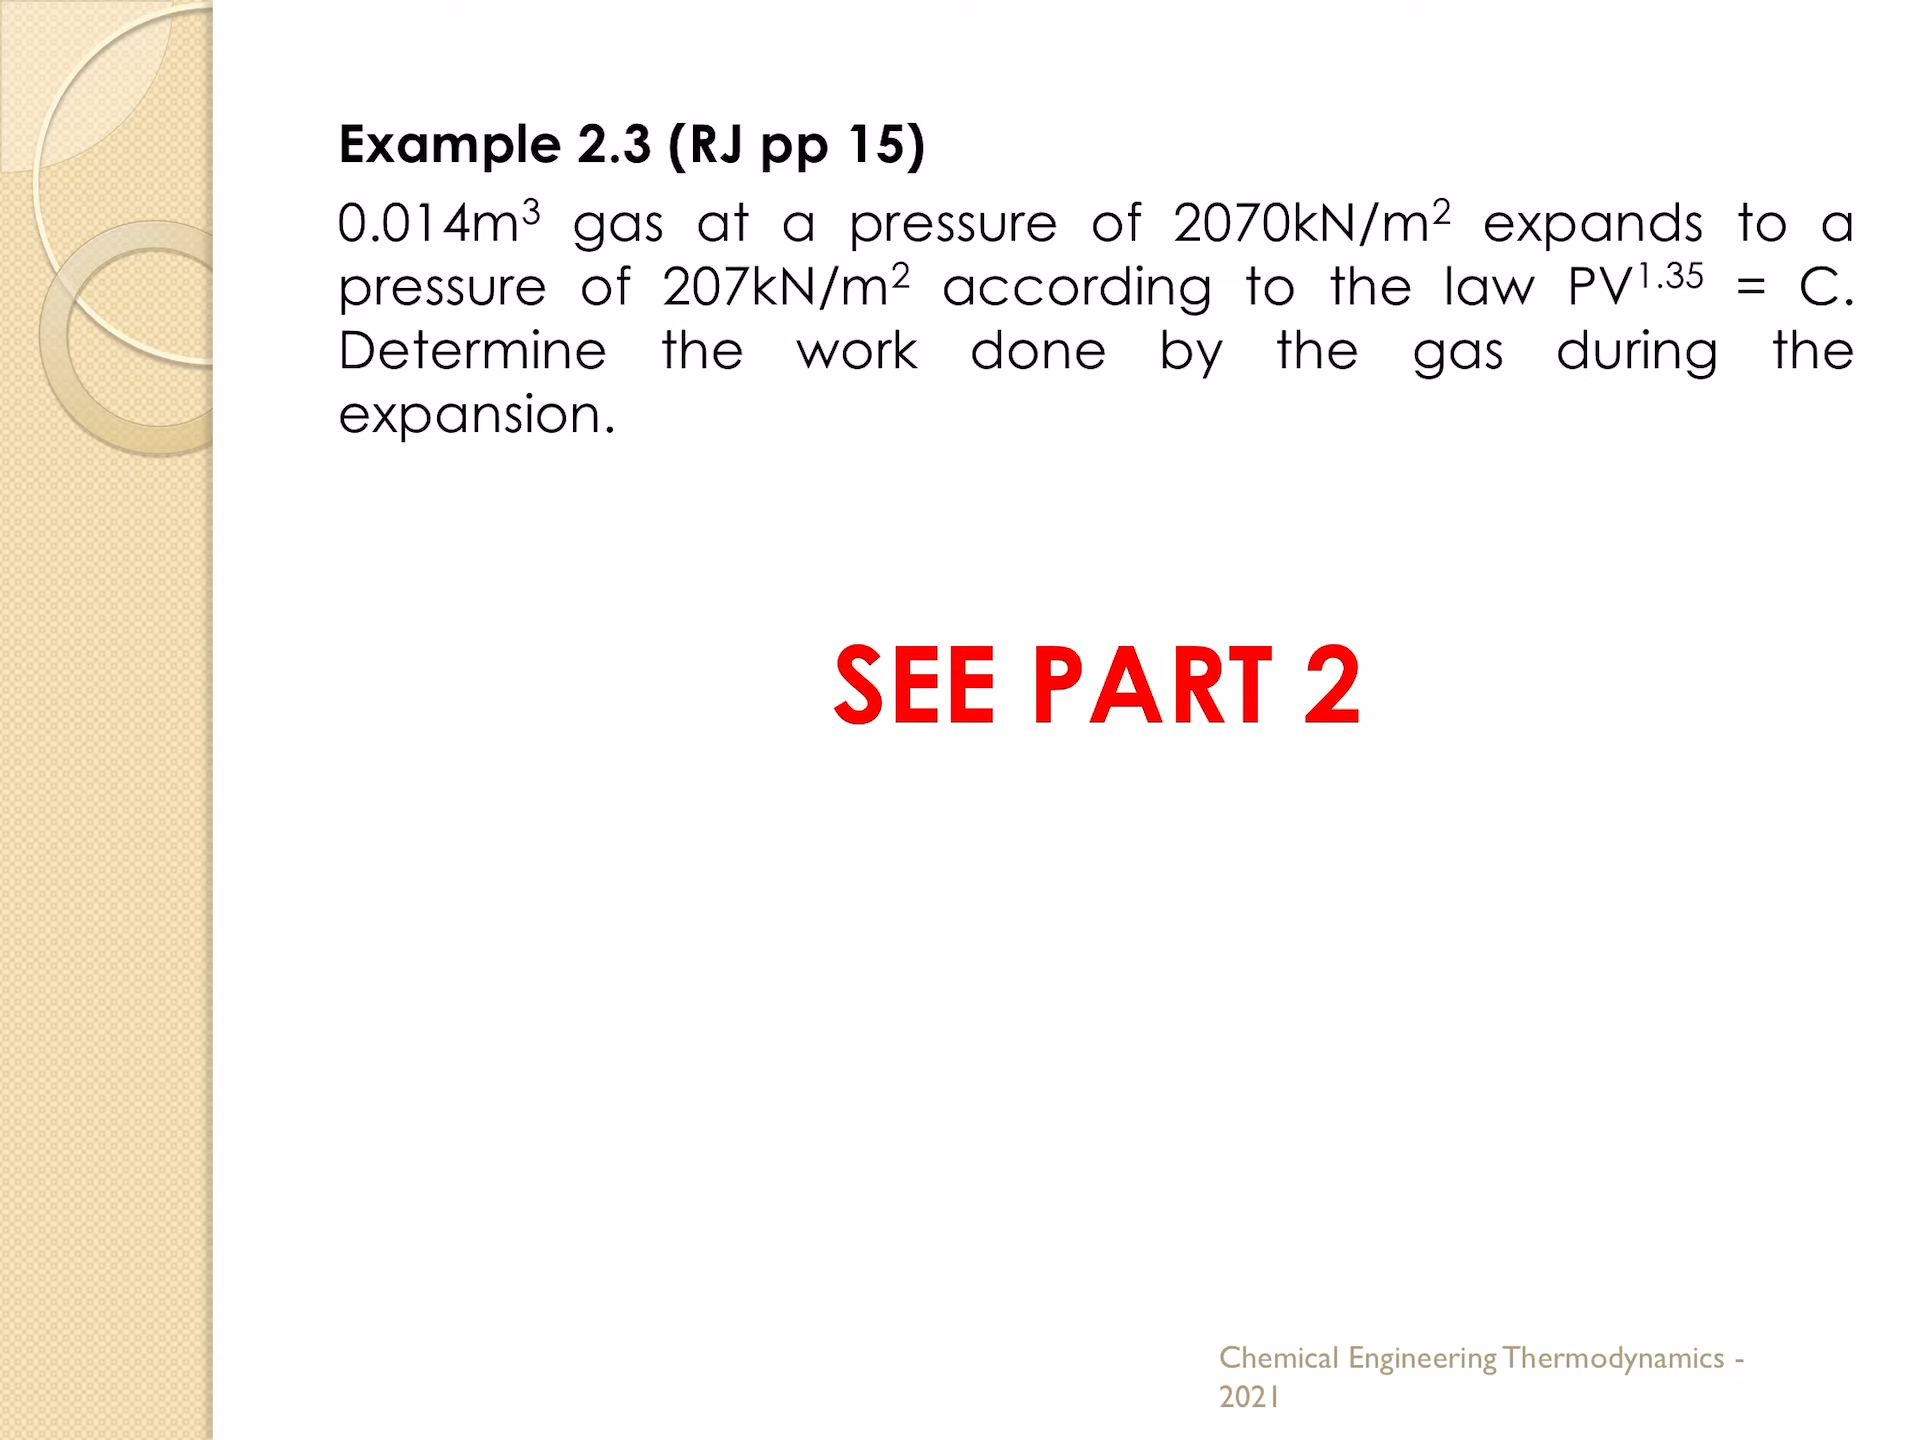 Example 2.3 (RJ pp 15)
0.014m³ gas at a pressure of 2070kN/m² expands to a
pressure of 207kN/m² according to the law PV¹·³⁵ = C.
Determine the work done by the gas during the
expansion.
SEE PART 2
Chemical Engineering Thermodynamics -
2021